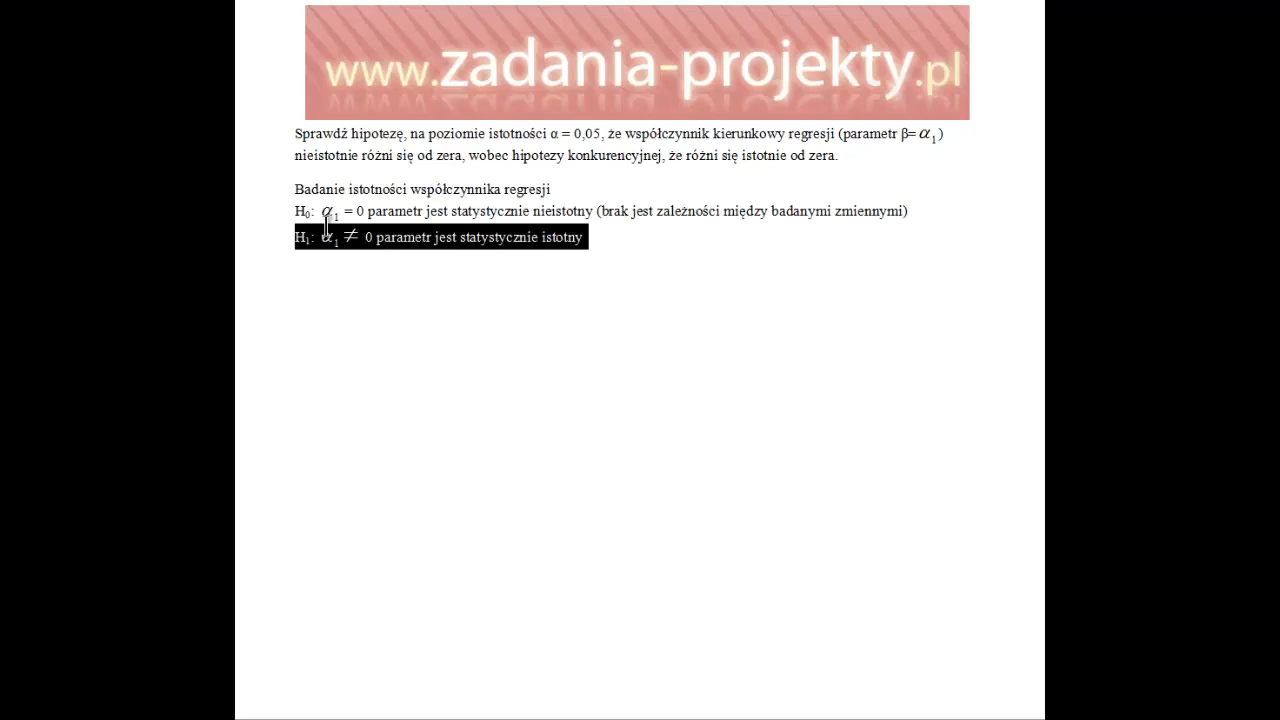 www.zadania-projekty.pl
Sprawdź hipotezę, na poziomie istotności α = 0,05, że współczynnik kierunkowy regresji (parametr β= α₁)
nieistotnie różni się od zera, wobec hipotezy konkurencyjnej, że różni się istotnie od zera.
Badanie istotności współczynnika regresji
H₀: α₁ = 0 parametr jest statystycznie nieistotny (brak jest zależności między badanymi zmiennymi)
H₁: α₁ ≠ 0 parametr jest statystycznie istotny